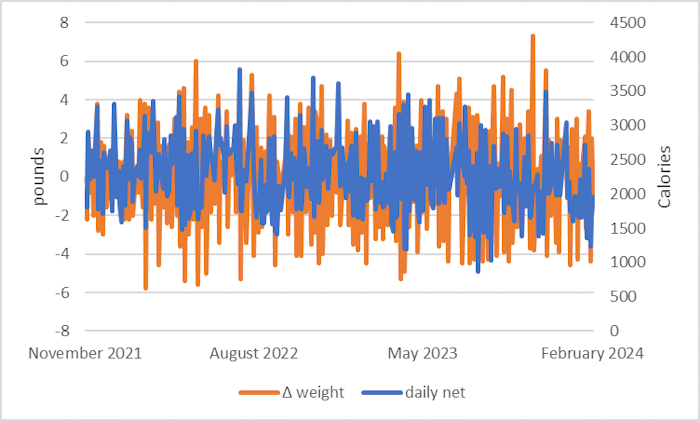 8 4500
6 4000
4 3500
2 3000
0 2500
-2 2000
-4 1500
-6 1000
-8 500
0
pounds
Calories
November 2021 August 2022 May 2023 February 2024
Δ weight daily net